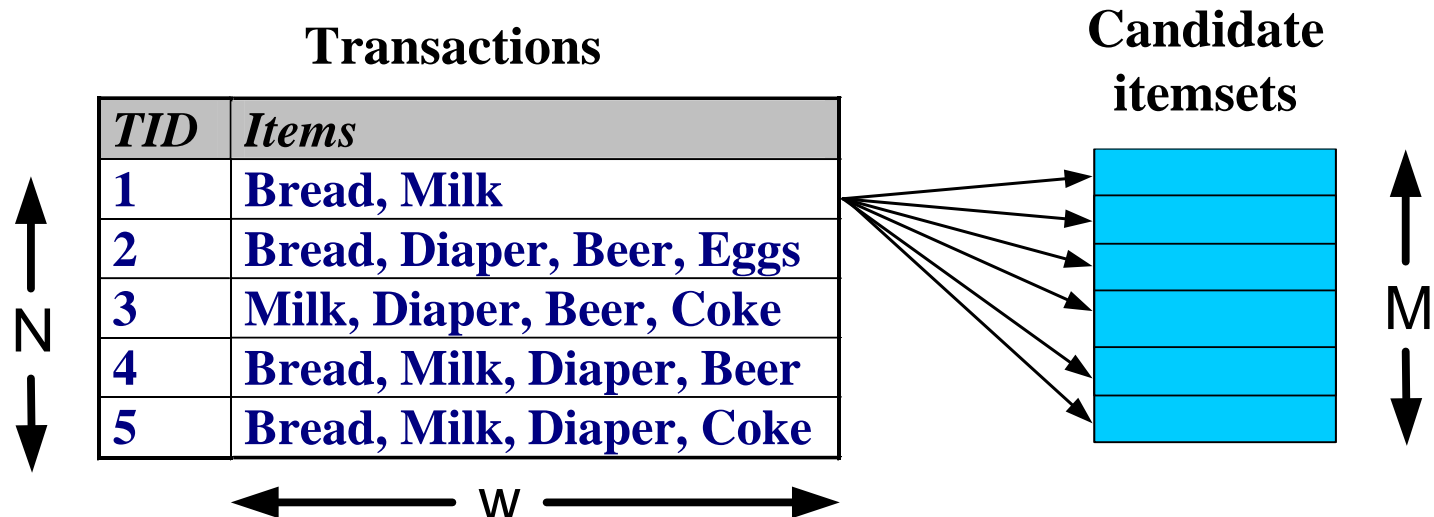 Transactions
Candidate
itemsets
TID Items
1 Bread, Milk
2 Bread, Diaper, Beer, Eggs
3 Milk, Diaper, Beer, Coke
4 Bread, Milk, Diaper, Beer
5 Bread, Milk, Diaper, Coke
N
M
w